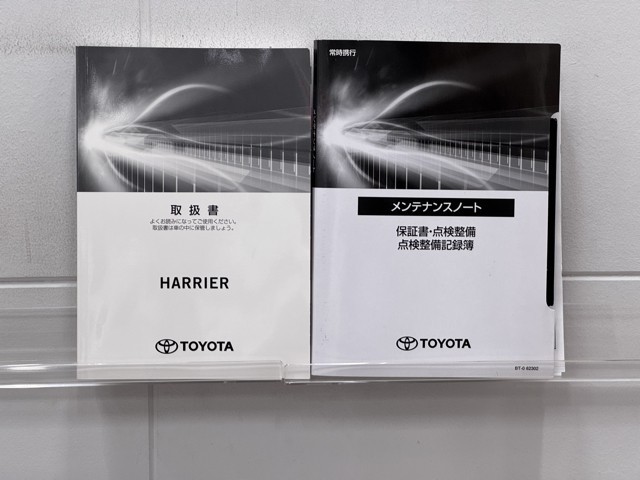 取扱書
よくお読みになってご使用ください。
取扱書は車の中に保管しましょう。
HARRIER
TOYOTA
常時携行
メンテナンスノート
保証書・点検整備
点検整備記録簿
TOYOTA